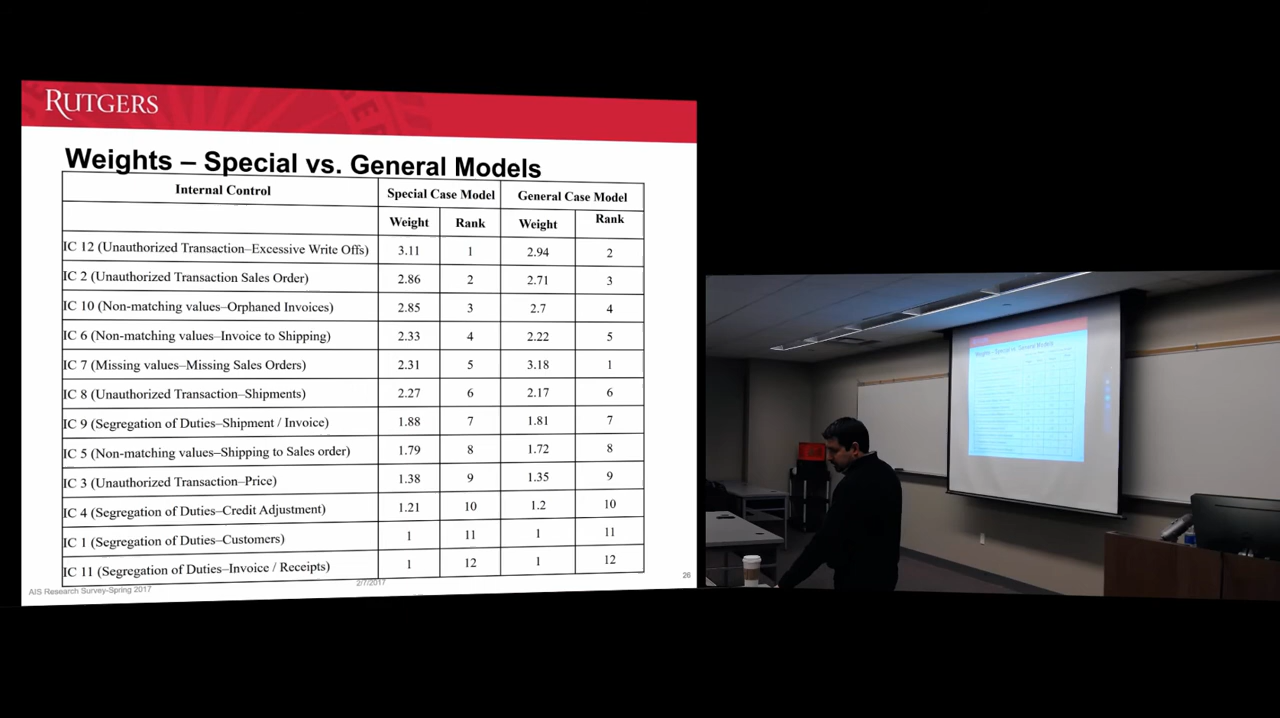 RUTGERS
Weights – Special vs. General Models
Internal Control Special Case Model General Case Model
Weight Rank Weight Rank
IC 12 (Unauthorized Transaction–Excessive Write Offs) 3.11 1 2.94 2
IC 2 (Unauthorized Transaction Sales Order) 2.86 2 2.71 3
IC 10 (Non-matching values–Orphaned Invoices) 2.85 3 2.7 4
IC 6 (Non-matching values–Invoice to Shipping) 2.33 4 2.22 5
IC 7 (Missing values–Missing Sales Orders) 2.31 5 3.18 1
IC 8 (Unauthorized Transaction–Shipments) 2.27 6 2.17 6
IC 9 (Segregation of Duties–Shipment / Invoice) 1.88 7 1.81 7
IC 5 (Non-matching values–Shipping to Sales order) 1.79 8 1.72 8
IC 3 (Unauthorized Transaction–Price) 1.38 9 1.35 9
IC 4 (Segregation of Duties–Credit Adjustment) 1.21 10 1.2 10
IC 1 (Segregation of Duties–Customers) 1 11 1 11
IC 11 (Segregation of Duties–Invoice / Receipts) 1 12 1 12
AIS Research Survey-Spring 2017 2/7/2017 26
Weights – Special vs. General Models